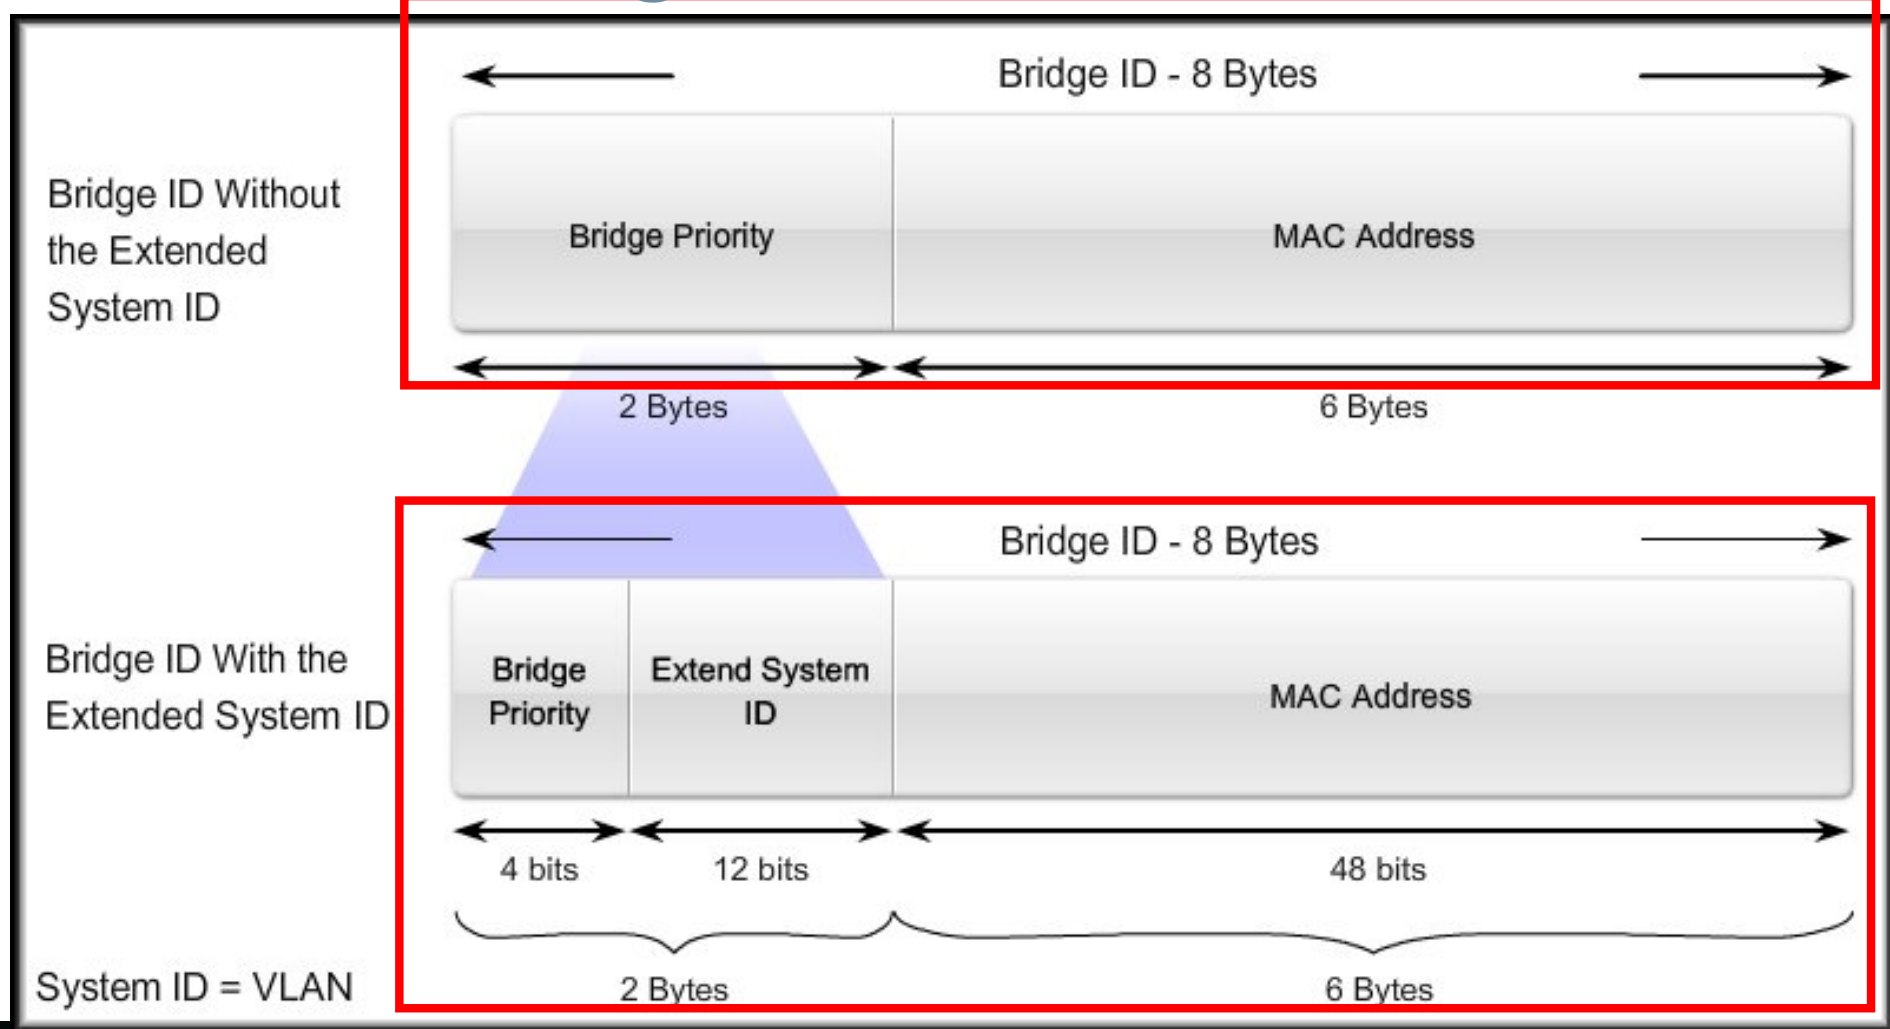 Bridge ID - 8 Bytes
Bridge ID Without
the Extended
System ID
Bridge Priority
MAC Address
2 Bytes
6 Bytes
Bridge ID - 8 Bytes
Bridge ID With the
Extended System ID
Bridge
Priority
Extend System
ID
MAC Address
4 bits
12 bits
48 bits
System ID = VLAN
2 Bytes
6 Bytes